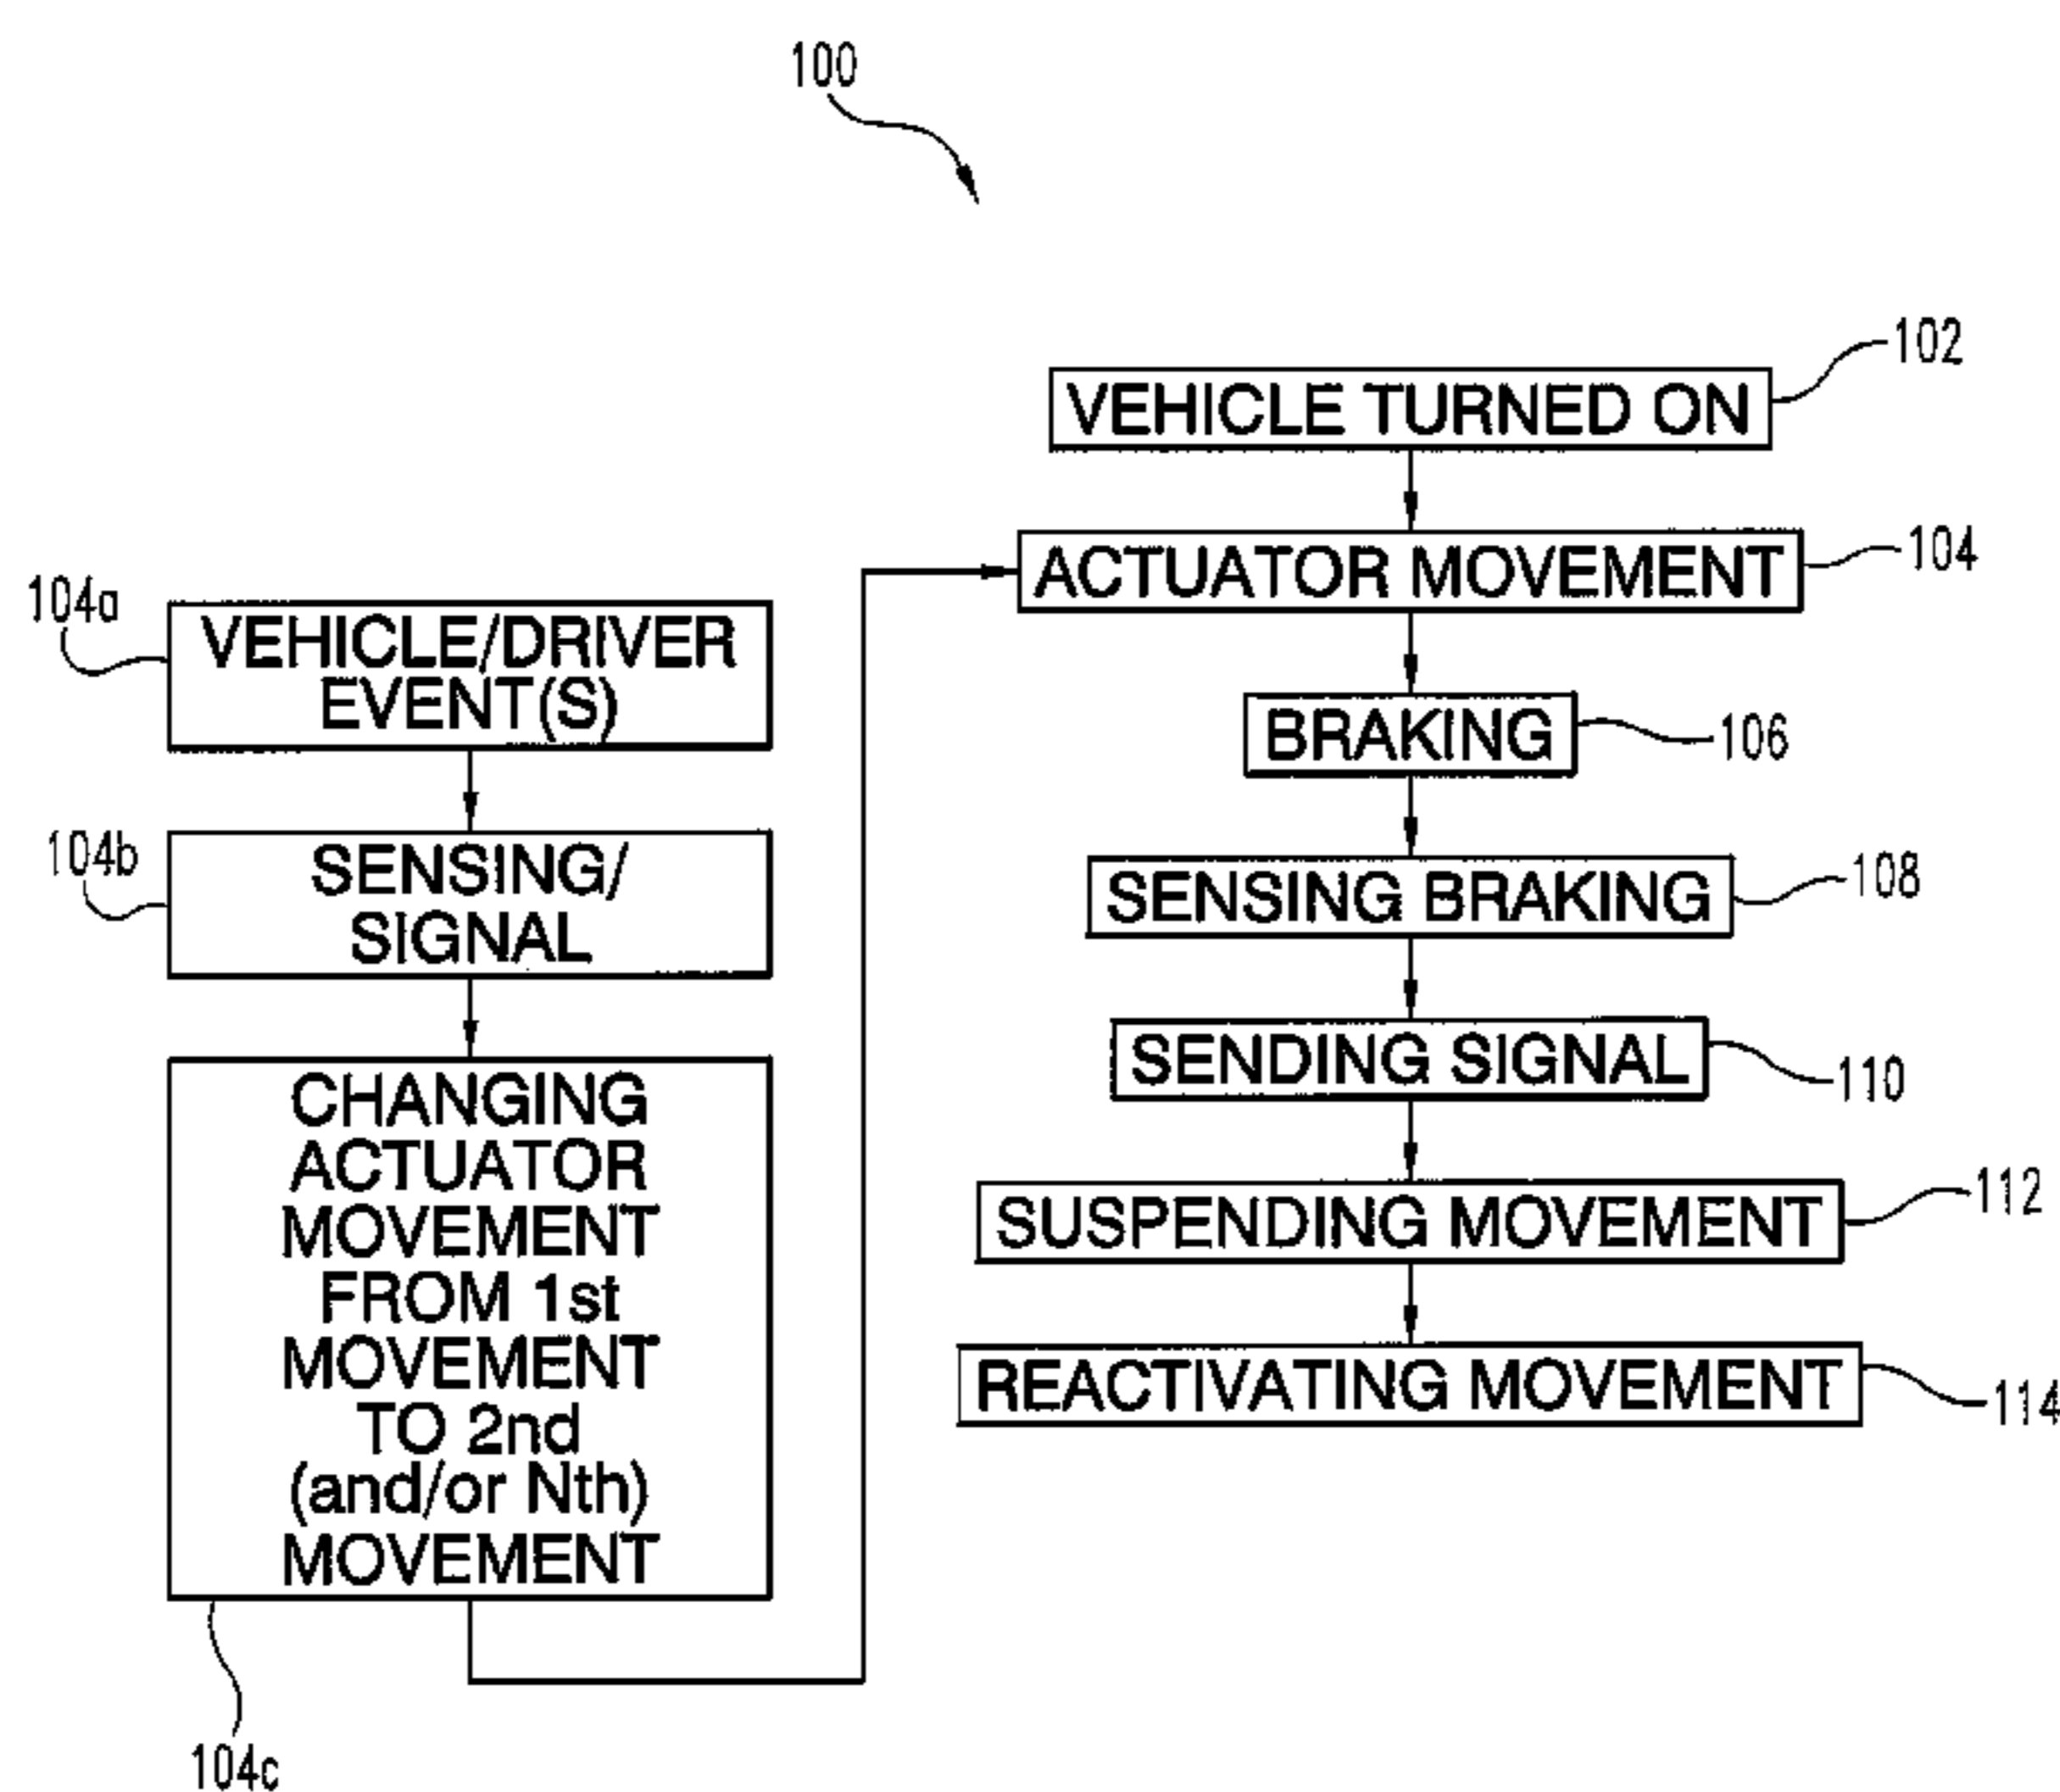 100
VEHICLE TURNED ON
102
ACTUATOR MOVEMENT
104
BRAKING
106
SENSING BRAKING
108
SENDING SIGNAL
110
SUSPENDING MOVEMENT
112
REACTIVATING MOVEMENT
114
104a
VEHICLE/DRIVER
EVENT(S)
104b
SENSING/
SIGNAL
CHANGING
ACTUATOR
MOVEMENT
FROM 1st
MOVEMENT
TO 2nd
(and/or Nth)
MOVEMENT
104c